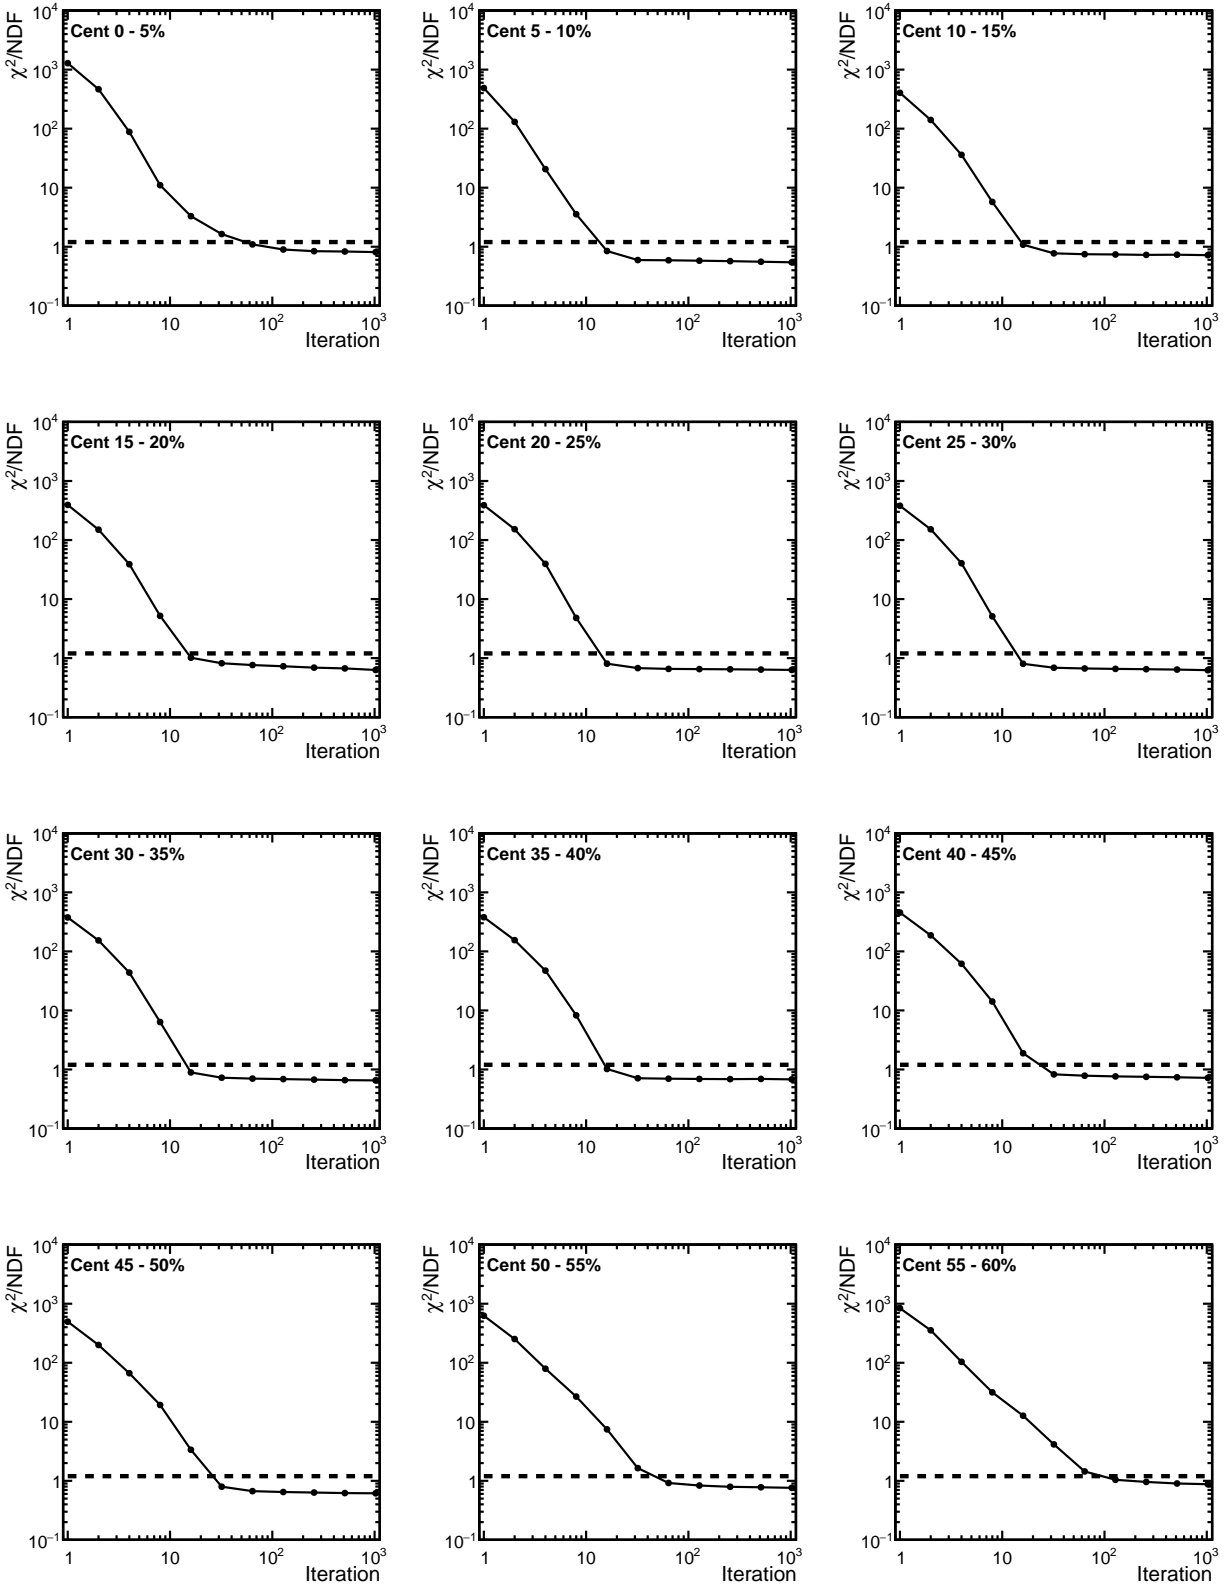 χ²/NDF
10⁴
10³
10²
10
1
10⁻¹
Cent 0 - 5%
1 10 10² 10³
Iteration
χ²/NDF
10⁴
10³
10²
10
1
10⁻¹
Cent 5 - 10%
1 10 10² 10³
Iteration
χ²/NDF
10⁴
10³
10²
10
1
10⁻¹
Cent 10 - 15%
1 10 10² 10³
Iteration
χ²/NDF
10⁴
10³
10²
10
1
10⁻¹
Cent 15 - 20%
1 10 10² 10³
Iteration
χ²/NDF
10⁴
10³
10²
10
1
10⁻¹
Cent 20 - 25%
1 10 10² 10³
Iteration
χ²/NDF
10⁴
10³
10²
10
1
10⁻¹
Cent 25 - 30%
1 10 10² 10³
Iteration
χ²/NDF
10⁴
10³
10²
10
1
10⁻¹
Cent 30 - 35%
1 10 10² 10³
Iteration
χ²/NDF
10⁴
10³
10²
10
1
10⁻¹
Cent 35 - 40%
1 10 10² 10³
Iteration
χ²/NDF
10⁴
10³
10²
10
1
10⁻¹
Cent 40 - 45%
1 10 10² 10³
Iteration
χ²/NDF
10⁴
10³
10²
10
1
10⁻¹
Cent 45 - 50%
1 10 10² 10³
Iteration
χ²/NDF
10⁴
10³
10²
10
1
10⁻¹
Cent 50 - 55%
1 10 10² 10³
Iteration
χ²/NDF
10⁴
10³
10²
10
1
10⁻¹
Cent 55 - 60%
1 10 10² 10³
Iteration